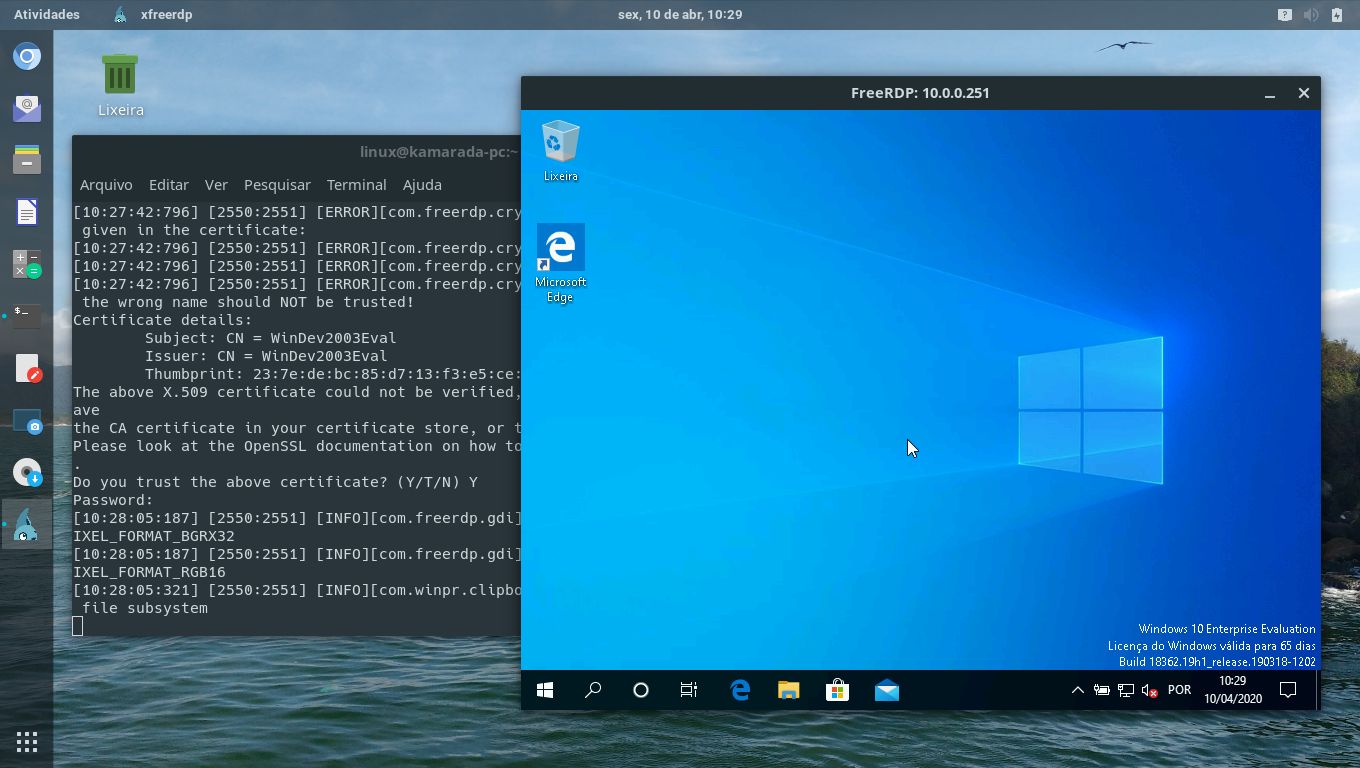 Atividades
xfreerdp
sex, 10 de abr, 10:29
Lixeira
linux@kamarada-pc:~
Arquivo Editar Ver Pesquisar Terminal Ajuda
[10:27:42:796] [2550:2551] [ERROR][com.freerdp.cry
given in the certificate:
[10:27:42:796] [2550:2551] [ERROR][com.freerdp.cry
[10:27:42:796] [2550:2551] [ERROR][com.freerdp.cry
[10:27:42:796] [2550:2551] [ERROR][com.freerdp.cry
the wrong name should NOT be trusted!
Certificate details:
Subject: CN = WinDev2003Eval
Issuer: CN = WinDev2003Eval
Thumbprint: 23:7e:de:bc:85:d7:13:f3:e5:ce:
The above X.509 certificate could not be verified,
ave
the CA certificate in your certificate store, or t
Please look at the OpenSSL documentation on how to
.
Do you trust the above certificate? (Y/T/N) Y
Password:
[10:28:05:187] [2550:2551] [INFO][com.freerdp.gdi]
IXEL_FORMAT_BGRX32
[10:28:05:187] [2550:2551] [INFO][com.freerdp.gdi]
IXEL_FORMAT_RGB16
[10:28:05:321] [2550:2551] [INFO][com.winpr.clipbo
file subsystem
FreeRDP: 10.0.0.251
Lixeira
Microsoft
Edge
Windows 10 Enterprise Evaluation
Licença do Windows válida para 65 dias
Build 18362.19h1_release.190318-1202
POR
10:29
10/04/2020